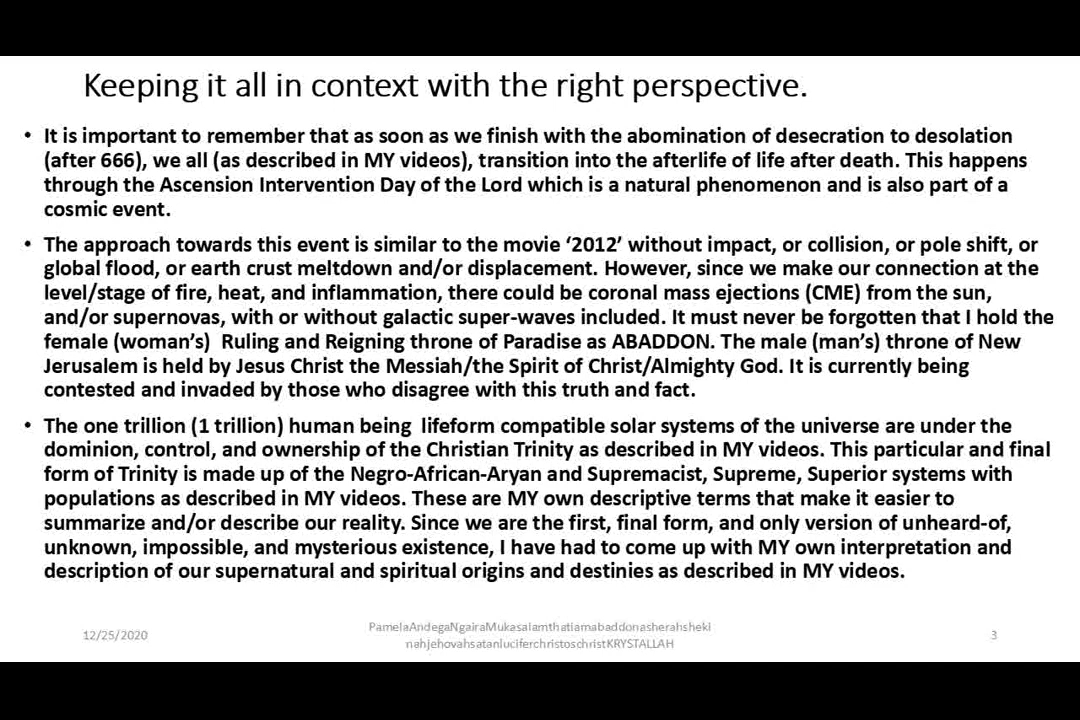 Keeping it all in context with the right perspective.
• It is important to remember that as soon as we finish with the abomination of desecration to desolation
(after 666), we all (as described in MY videos), transition into the afterlife of life after death. This happens
through the Ascension Intervention Day of the Lord which is a natural phenomenon and is also part of a
cosmic event.
• The approach towards this event is similar to the movie ‘2012’ without impact, or collision, or pole shift, or
global flood, or earth crust meltdown and/or displacement. However, since we make our connection at the
level/stage of fire, heat, and inflammation, there could be coronal mass ejections (CME) from the sun,
and/or supernovas, with or without galactic super-waves included. It must never be forgotten that I hold the
female (woman’s) Ruling and Reigning throne of Paradise as ABADDON. The male (man’s) throne of New
Jerusalem is held by Jesus Christ the Messiah/the Spirit of Christ/Almighty God. It is currently being
contested and invaded by those who disagree with this truth and fact.
• The one trillion (1 trillion) human being lifeform compatible solar systems of the universe are under the
dominion, control, and ownership of the Christian Trinity as described in MY videos. This particular and final
form of Trinity is made up of the Negro-African-Aryan and Supremacist, Supreme, Superior systems with
populations as described in MY videos. These are MY own descriptive terms that make it easier to
summarize and/or describe our reality. Since we are the first, final form, and only version of unheard-of,
unknown, impossible, and mysterious existence, I have had to come up with MY own interpretation and
description of our supernatural and spiritual origins and destinies as described in MY videos.
12/25/2020
PamelaAndegaNgairaMukasaIamthatiamabaddonasherahsheki
nahjehovahsatanluciferchristoschristKRYSTALLAH
3